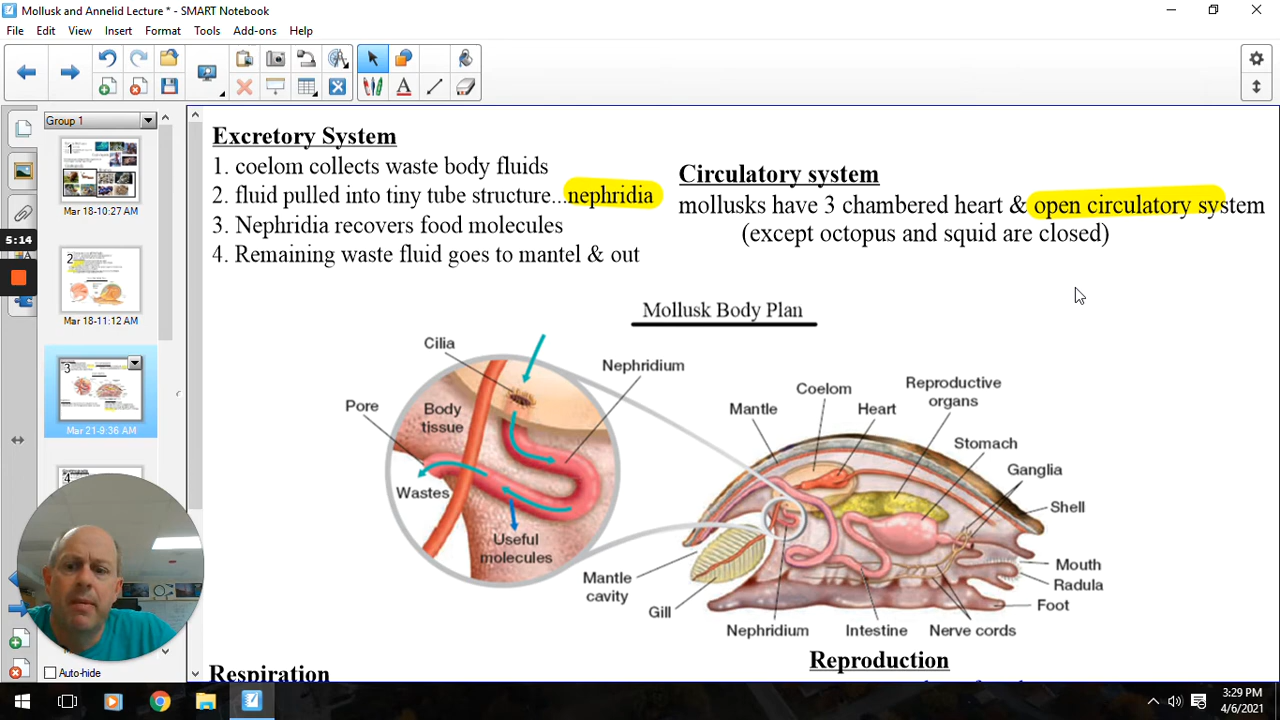 Mollusk and Annelid Lecture * - SMART Notebook
File Edit View Insert Format Tools Add-ons Help
Group 1
1
Mar 18-10:27 AM
2
Mar 18-11:12 AM
3
Mar 21-9:36 AM
4
5:14
Auto-hide
Excretory System
1. coelom collects waste body fluids
2. fluid pulled into tiny tube structure...nephridia
3. Nephridia recovers food molecules
4. Remaining waste fluid goes to mantel & out
Circulatory system
mollusks have 3 chambered heart & open circulatory system
(except octopus and squid are closed)
Mollusk Body Plan
Cilia
Nephridium
Pore
Body
tissue
Wastes
Useful
molecules
Mantle
Coelom
Heart
Reproductive
organs
Stomach
Ganglia
Shell
Mouth
Radula
Foot
Mantle
cavity
Gill
Nephridium
Intestine
Nerve cords
Respiration
Reproduction
3:29 PM
4/6/2021